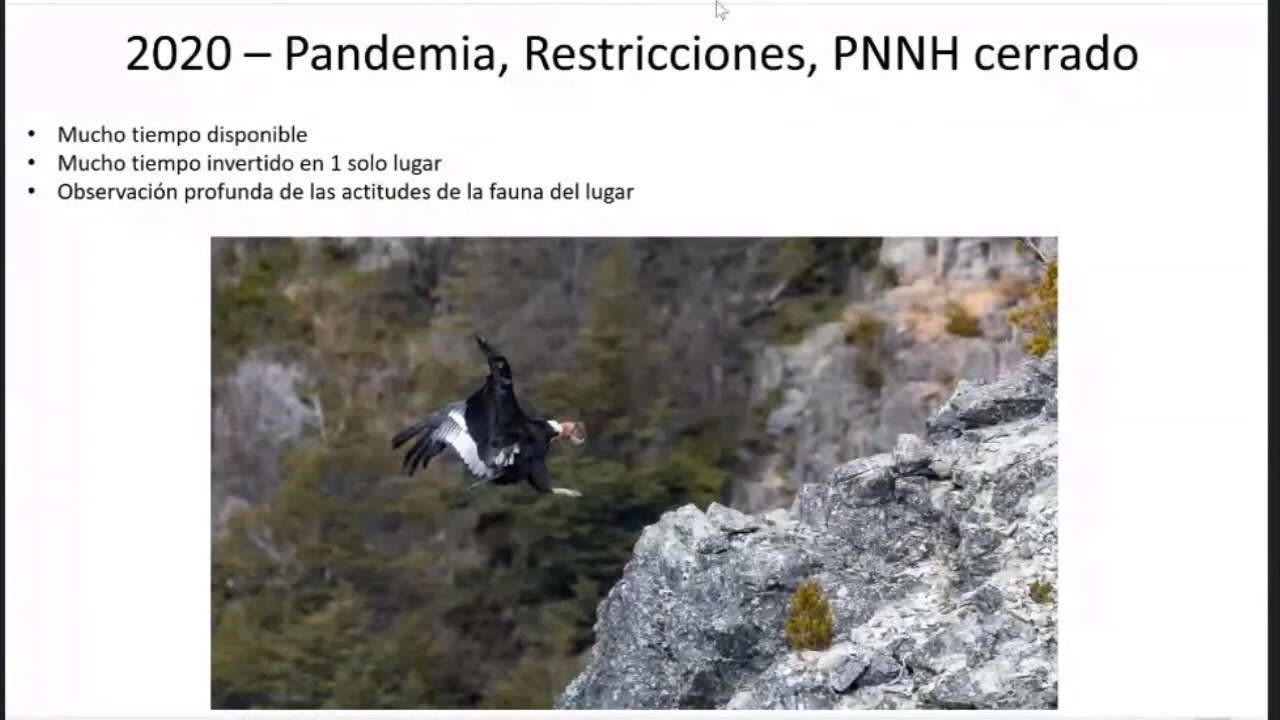 2020 – Pandemia, Restricciones, PNNH cerrado
• Mucho tiempo disponible
• Mucho tiempo invertido en 1 solo lugar
• Observación profunda de las actitudes de la fauna del lugar